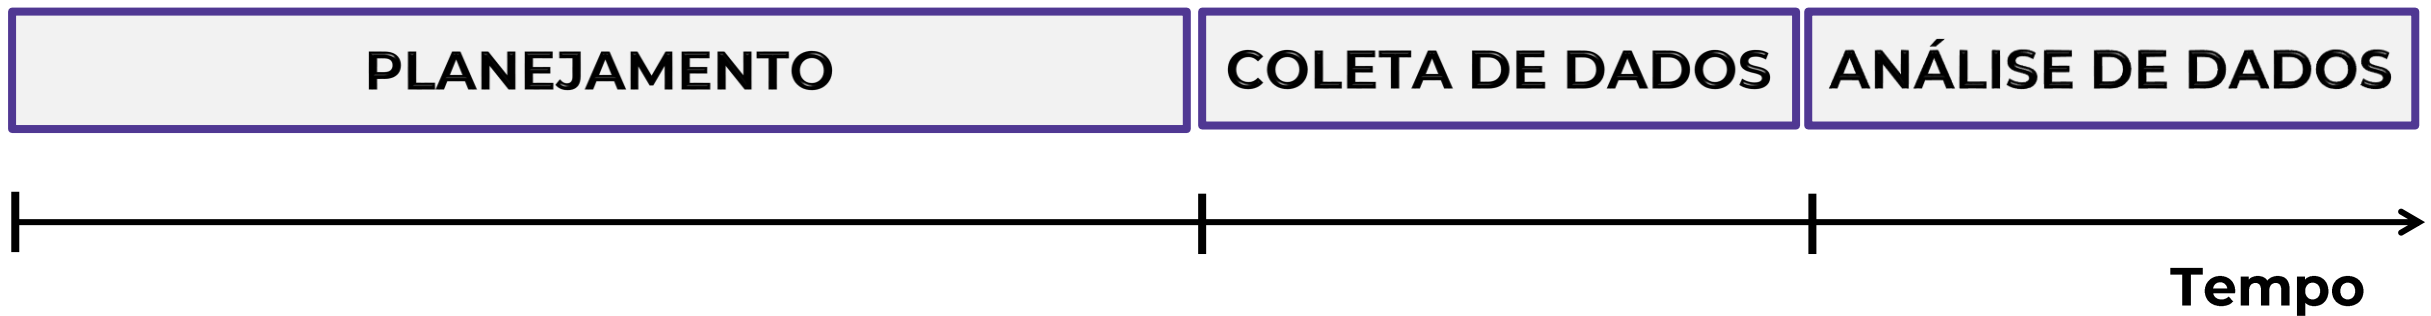 PLANEJAMENTO
COLETA DE DADOS
ANÁLISE DE DADOS
Tempo